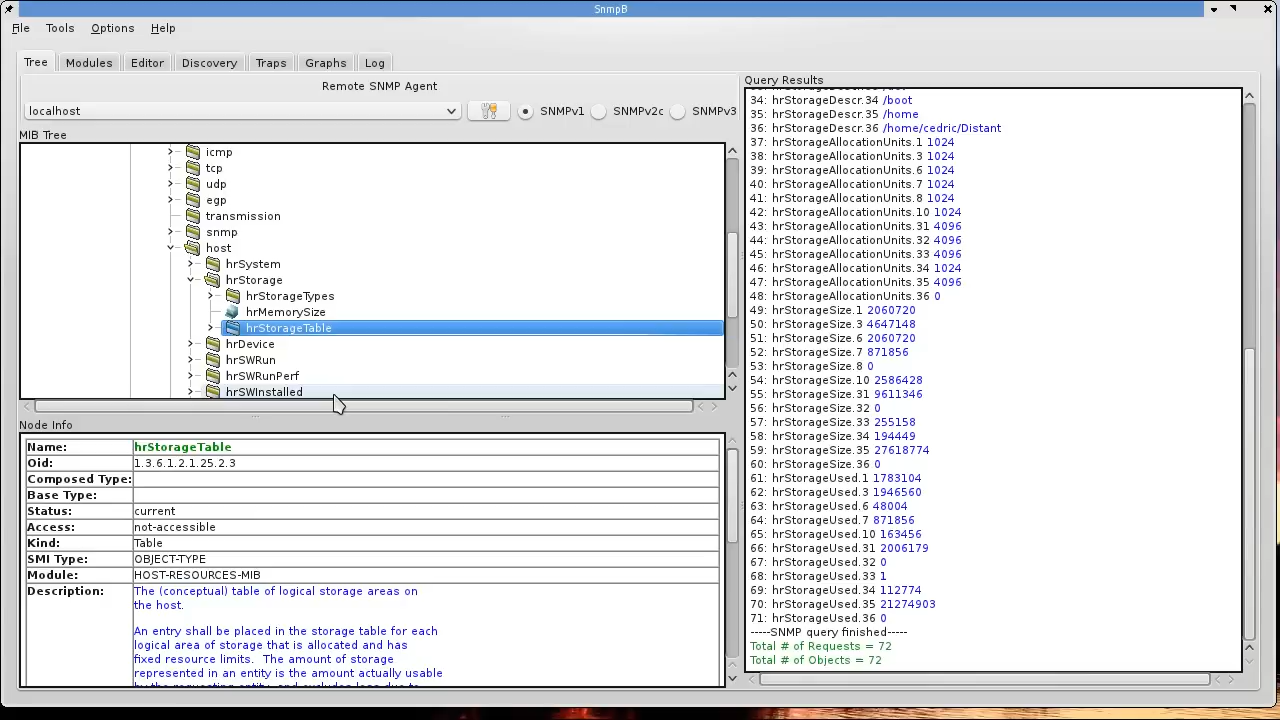 SnmpB
File Tools Options Help
Tree Modules Editor Discovery Traps Graphs Log
Remote SNMP Agent
localhost SNMPv1 SNMPv2c SNMPv3
MIB Tree
icmp
tcp
udp
egp
transmission
snmp
host
hrSystem
hrStorage
hrStorageTypes
hrMemorySize
hrStorageTable
hrDevice
hrSWRun
hrSWRunPerf
hrSWInstalled
Node Info
Name: hrStorageTable
Oid: 1.3.6.1.2.1.25.2.3
Composed Type:
Base Type:
Status: current
Access: not-accessible
Kind: Table
SMI Type: OBJECT-TYPE
Module: HOST-RESOURCES-MIB
Description: The (conceptual) table of logical storage areas on
the host.
An entry shall be placed in the storage table for each
logical area of storage that is allocated and has
fixed resource limits. The amount of storage
represented in an entity is the amount actually usable
Query Results
34: hrStorageDescr.34 /boot
35: hrStorageDescr.35 /home
36: hrStorageDescr.36 /home/cedric/Distant
37: hrStorageAllocationUnits.1 1024
38: hrStorageAllocationUnits.3 1024
39: hrStorageAllocationUnits.6 1024
40: hrStorageAllocationUnits.7 1024
41: hrStorageAllocationUnits.8 1024
42: hrStorageAllocationUnits.10 1024
43: hrStorageAllocationUnits.31 4096
44: hrStorageAllocationUnits.32 4096
45: hrStorageAllocationUnits.33 4096
46: hrStorageAllocationUnits.34 1024
47: hrStorageAllocationUnits.35 4096
48: hrStorageAllocationUnits.36 0
49: hrStorageSize.1 2060720
50: hrStorageSize.3 4647148
51: hrStorageSize.6 2060720
52: hrStorageSize.7 871856
53: hrStorageSize.8 0
54: hrStorageSize.10 2586428
55: hrStorageSize.31 9611346
56: hrStorageSize.32 0
57: hrStorageSize.33 255158
58: hrStorageSize.34 194449
59: hrStorageSize.35 27618774
60: hrStorageSize.36 0
61: hrStorageUsed.1 1783104
62: hrStorageUsed.3 1946560
63: hrStorageUsed.6 48004
64: hrStorageUsed.7 871856
65: hrStorageUsed.10 163456
66: hrStorageUsed.31 2006179
67: hrStorageUsed.32 0
68: hrStorageUsed.33 1
69: hrStorageUsed.34 112774
70: hrStorageUsed.35 21274903
71: hrStorageUsed.36 0
-----SNMP query finished-----
Total # of Requests = 72
Total # of Objects = 72